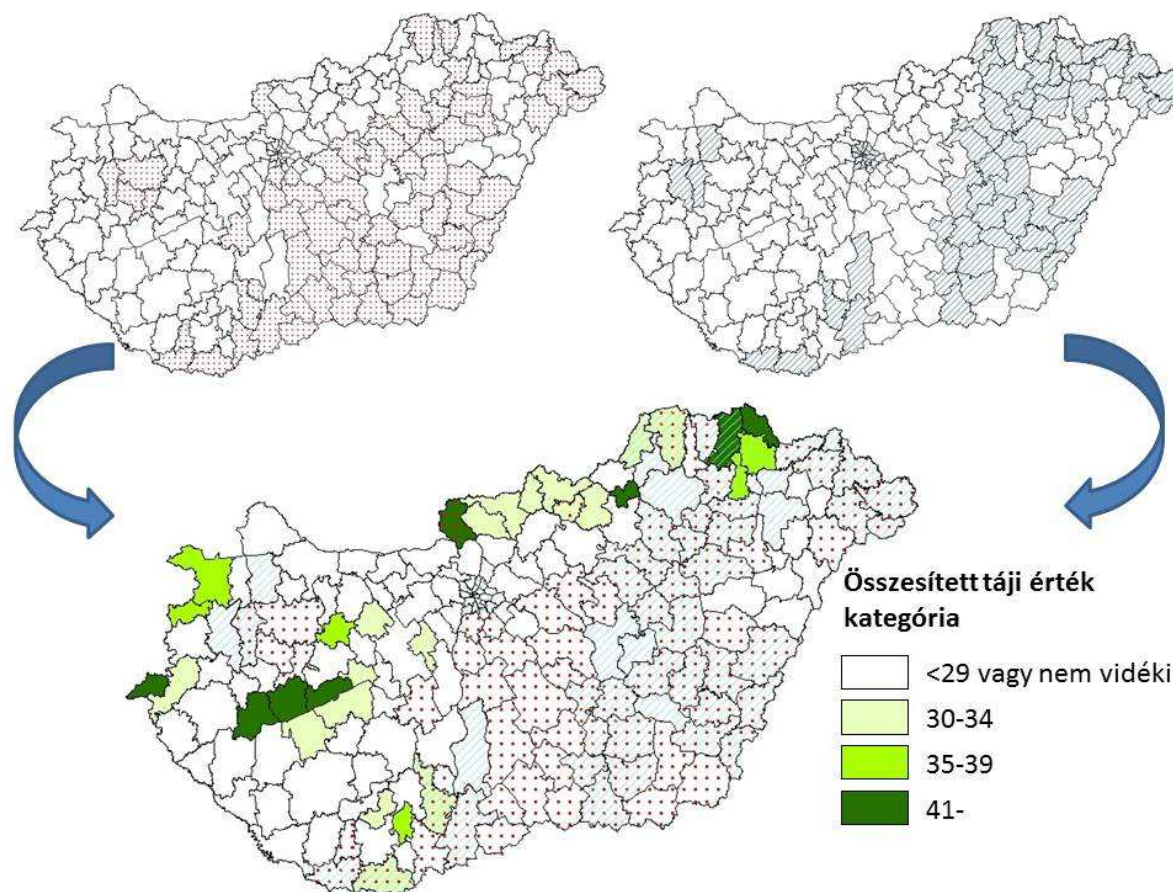 Összesített táji érték
kategória
<29 vagy nem vidéki
30-34
35-39
41-